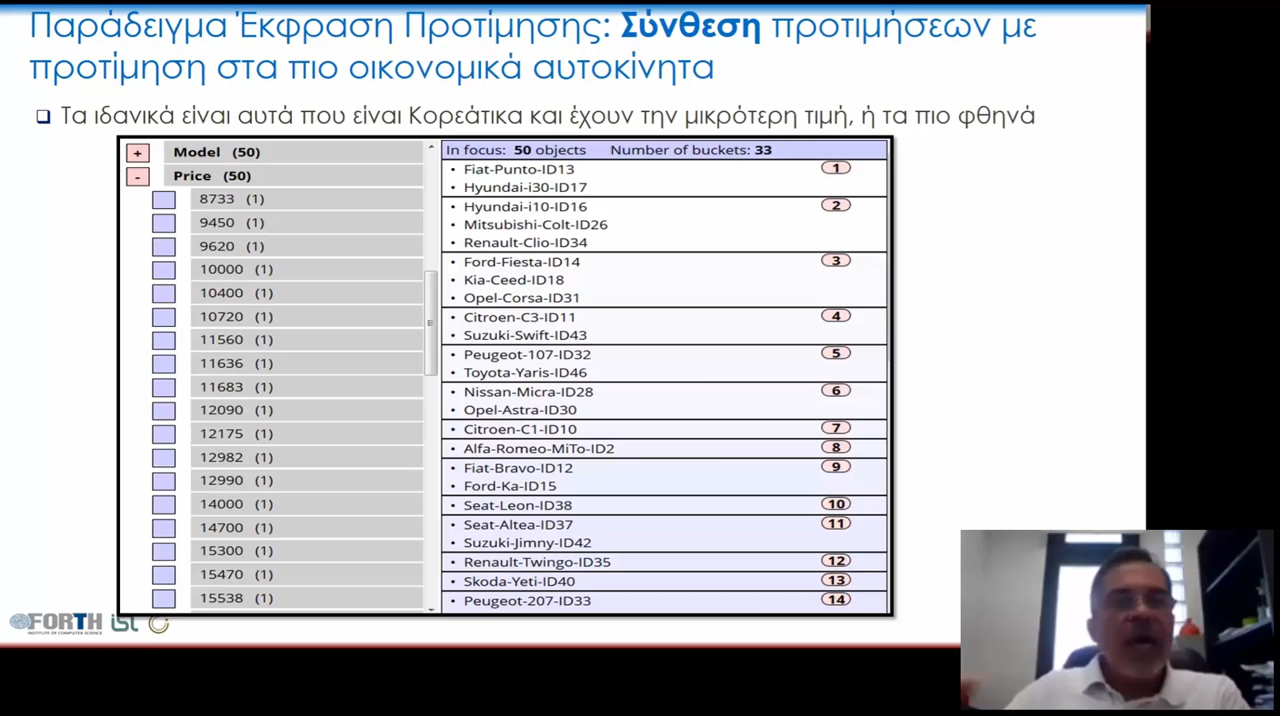 Παράδειγμα Έκφραση Προτίμησης: Σύνθεση προτιμήσεων με
προτίμηση στα πιο οικονομικά αυτοκίνητα
Τα ιδανικά είναι αυτά που είναι Κορεάτικα και έχουν την μικρότερη τιμή, ή τα πιο φθηνά
+ Model (50)
- Price (50)
8733 (1)
9450 (1)
9620 (1)
10000 (1)
10400 (1)
10720 (1)
11560 (1)
11636 (1)
11683 (1)
12090 (1)
12175 (1)
12982 (1)
12990 (1)
14000 (1)
14700 (1)
15300 (1)
15470 (1)
15538 (1)
In focus: 50 objects Number of buckets: 33
Fiat-Punto-ID13 1
Hyundai-i30-ID17
Hyundai-i10-ID16 2
Mitsubishi-Colt-ID26
Renault-Clio-ID34
Ford-Fiesta-ID14 3
Kia-Ceed-ID18
Opel-Corsa-ID31
Citroen-C3-ID11 4
Suzuki-Swift-ID43
Peugeot-107-ID32 5
Toyota-Yaris-ID46
Nissan-Micra-ID28 6
Opel-Astra-ID30
Citroen-C1-ID10 7
Alfa-Romeo-MiTo-ID2 8
Fiat-Bravo-ID12 9
Ford-Ka-ID15
Seat-Leon-ID38 10
Seat-Altea-ID37 11
Suzuki-Jimny-ID42
Renault-Twingo-ID35 12
Skoda-Yeti-ID40 13
Peugeot-207-ID33 14
FORTH
INSTITUTE OF COMPUTER SCIENCE
isl